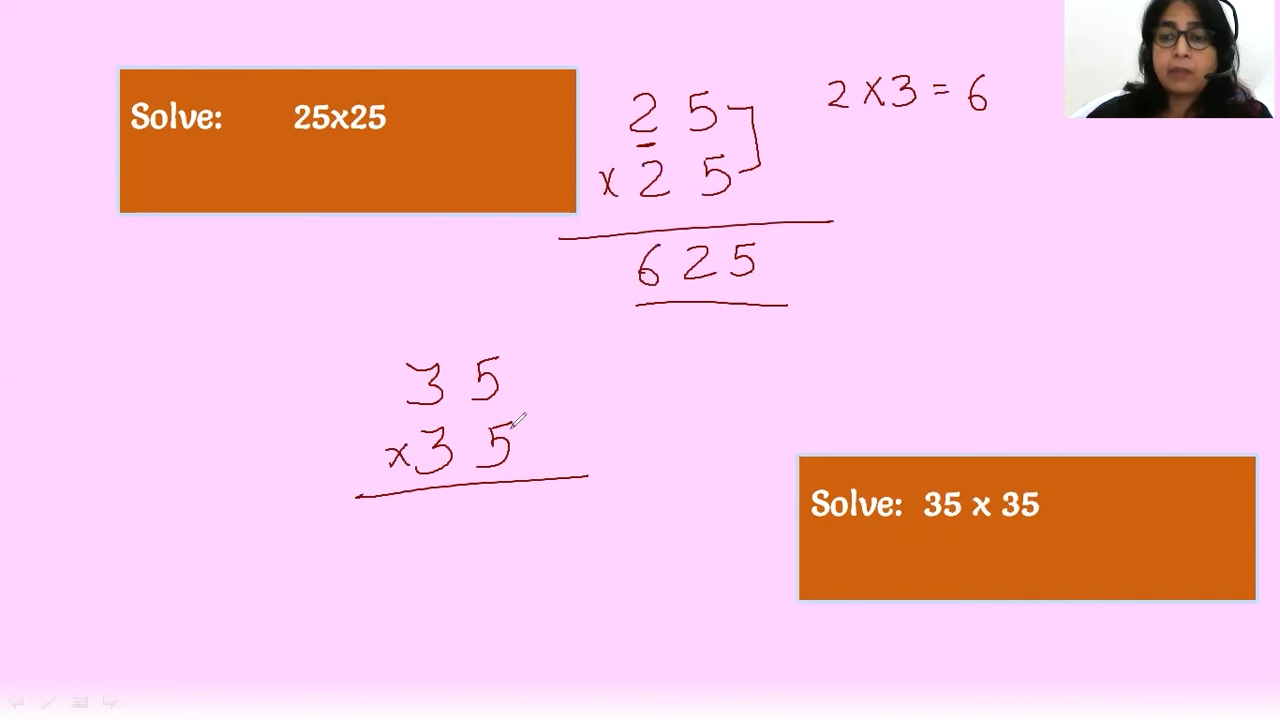 Solve: 25x25
2 5
x 2 5
6 2 5
2 x 3 = 6
3 5
x 3 5
Solve: 35 x 35